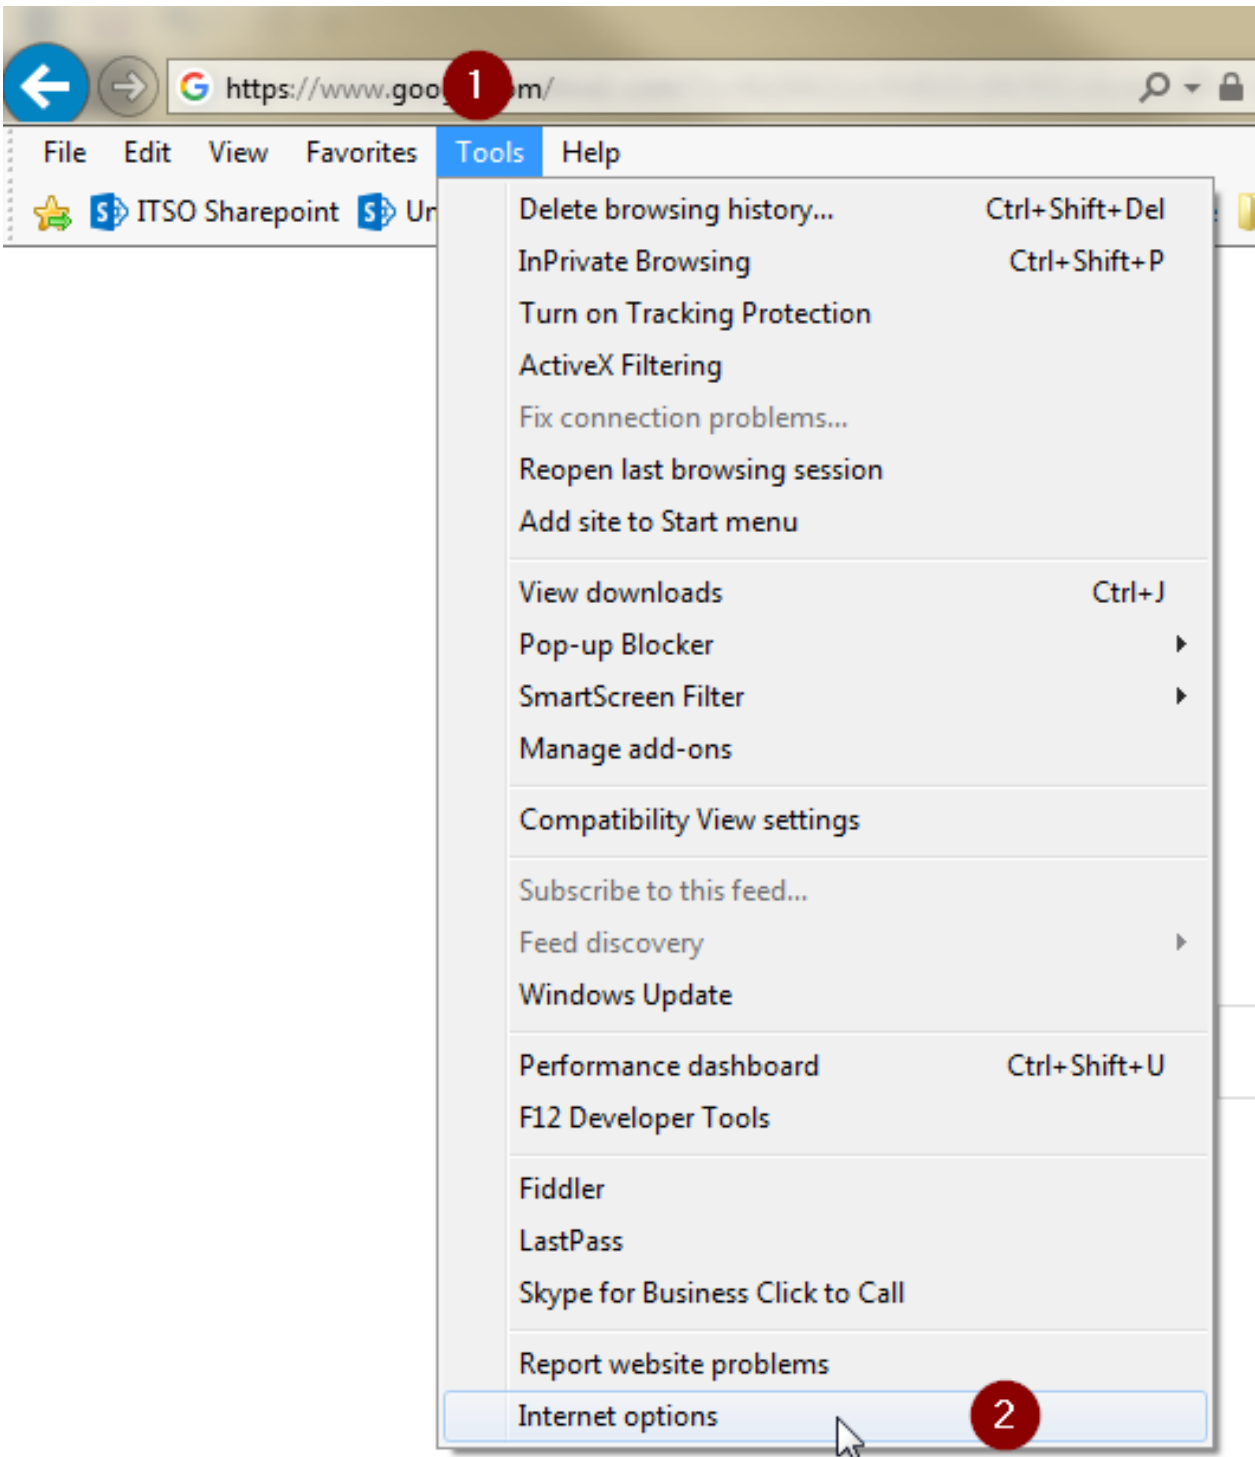 https://www.goo om/
1
File Edit View Favorites Tools Help
ITSO Sharepoint Un
Delete browsing history... Ctrl+Shift+Del
InPrivate Browsing Ctrl+Shift+P
Turn on Tracking Protection
ActiveX Filtering
Fix connection problems...
Reopen last browsing session
Add site to Start menu
View downloads Ctrl+J
Pop-up Blocker
SmartScreen Filter
Manage add-ons
Compatibility View settings
Subscribe to this feed...
Feed discovery
Windows Update
Performance dashboard Ctrl+Shift+U
F12 Developer Tools
Fiddler
LastPass
Skype for Business Click to Call
Report website problems
Internet options 2